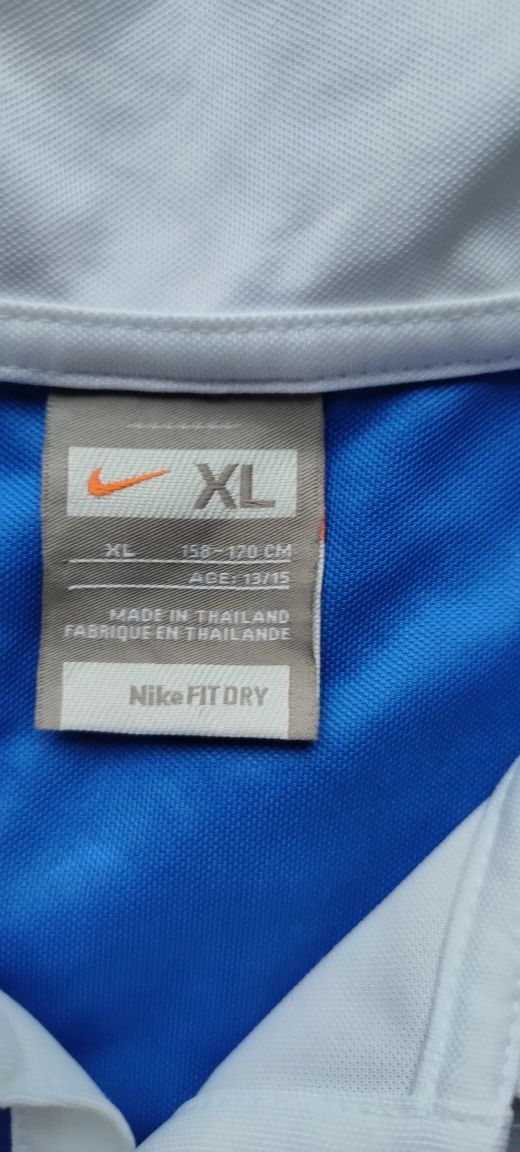 XL
XL 158-170 CM
AGE: 13/15
MADE IN THAILAND
FABRIQUE EN THAILANDE
Nike FIT DRY